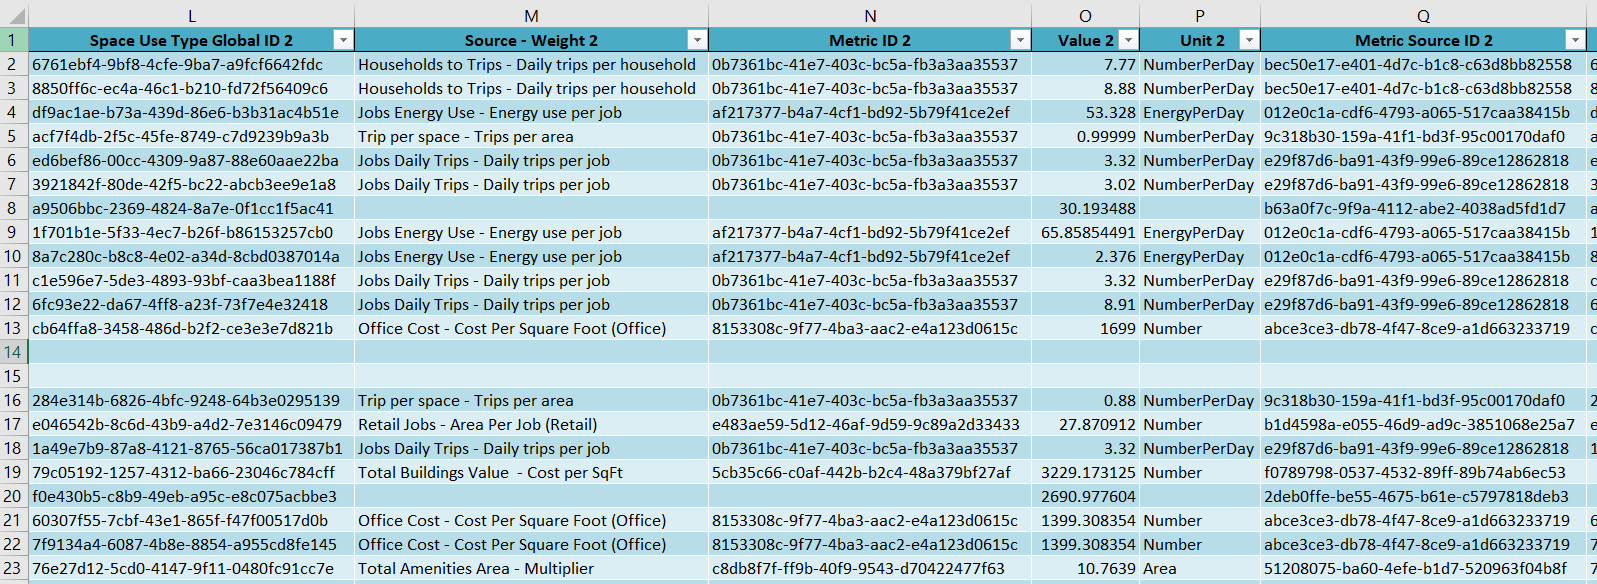 L M N O P Q
1 Space Use Type Global ID 2 Source - Weight 2 Metric ID 2 Value 2 Unit 2 Metric Source ID 2
2 6761ebf4-9bf8-4cfe-9ba7-a9fcf6642fdc Households to Trips - Daily trips per household 0b7361bc-41e7-403c-bc5a-fb3a3aa35537 7.77 NumberPerDay bec50e17-e401-4d7c-b1c8-c63d8bb82558 6
3 8850ff6c-ec4a-46c1-b210-fd72f56409c6 Households to Trips - Daily trips per household 0b7361bc-41e7-403c-bc5a-fb3a3aa35537 8.88 NumberPerDay bec50e17-e401-4d7c-b1c8-c63d8bb82558 8
4 df9ac1ae-b73a-439d-86e6-b3b31ac4b51e Jobs Energy Use - Energy use per job af217377-b4a7-4cf1-bd92-5b79f41ce2ef 53.328 EnergyPerDay 012e0c1a-cdf6-4793-a065-517caa38415b d
5 acf7f4db-2f5c-45fe-8749-c7d9239b9a3b Trip per space - Trips per area 0b7361bc-41e7-403c-bc5a-fb3a3aa35537 0.99999 NumberPerDay 9c318b30-159a-41f1-bd3f-95c00170daf0 a
6 ed6bef86-00cc-4309-9a87-88e60aae22ba Jobs Daily Trips - Daily trips per job 0b7361bc-41e7-403c-bc5a-fb3a3aa35537 3.32 NumberPerDay e29f87d6-ba91-43f9-99e6-89ce12862818 e
7 3921842f-80de-42f5-bc22-abcb3ee9e1a8 Jobs Daily Trips - Daily trips per job 0b7361bc-41e7-403c-bc5a-fb3a3aa35537 3.02 NumberPerDay e29f87d6-ba91-43f9-99e6-89ce12862818 3
8 a9506bbc-2369-4824-8a7e-0f1cc1f5ac41 30.193488 b63a0f7c-9f9a-4112-abe2-4038ad5fd1d7 a
9 1f701b1e-5f33-4ec7-b26f-b86153257cb0 Jobs Energy Use - Energy use per job af217377-b4a7-4cf1-bd92-5b79f41ce2ef 65.85854491 EnergyPerDay 012e0c1a-cdf6-4793-a065-517caa38415b 1
10 8a7c280c-b8c8-4e02-a34d-8cbd0387014a Jobs Energy Use - Energy use per job af217377-b4a7-4cf1-bd92-5b79f41ce2ef 2.376 EnergyPerDay 012e0c1a-cdf6-4793-a065-517caa38415b 8
11 c1e596e7-5de3-4893-93bf-caa3bea1188f Jobs Daily Trips - Daily trips per job 0b7361bc-41e7-403c-bc5a-fb3a3aa35537 3.32 NumberPerDay e29f87d6-ba91-43f9-99e6-89ce12862818 c
12 6fc93e22-da67-4ff8-a23f-73f7e4e32418 Jobs Daily Trips - Daily trips per job 0b7361bc-41e7-403c-bc5a-fb3a3aa35537 8.91 NumberPerDay e29f87d6-ba91-43f9-99e6-89ce12862818 6
13 cb64ffa8-3458-486d-b2f2-ce3e3e7d821b Office Cost - Cost Per Square Foot (Office) 8153308c-9f77-4ba3-aac2-e4a123d0615c 1699 Number abce3ce3-db78-4f47-8ce9-a1d663233719 c
14
15
16 284e314b-6826-4bfc-9248-64b3e0295139 Trip per space - Trips per area 0b7361bc-41e7-403c-bc5a-fb3a3aa35537 0.88 NumberPerDay 9c318b30-159a-41f1-bd3f-95c00170daf0 2
17 e046542b-8c6d-43b9-a4d2-7e3146c09479 Retail Jobs - Area Per Job (Retail) e483ae59-5d12-46af-9d59-9c89a2d33433 27.870912 Number b1d4598a-e055-46d9-ad9c-3851068e25a7 e
18 1a49e7b9-87a8-4121-8765-56ca017387b1 Jobs Daily Trips - Daily trips per job 0b7361bc-41e7-403c-bc5a-fb3a3aa35537 3.32 NumberPerDay e29f87d6-ba91-43f9-99e6-89ce12862818 1
19 79c05192-1257-4312-ba66-23046c784cff Total Buildings Value  - Cost per SqFt 5cb35c66-c0af-442b-b2c4-48a379bf27af 3229.173125 Number f0789798-0537-4532-89ff-89b74ab6ec53
20 f0e430b5-c8b9-49eb-a95c-e8c075acbbe3 2690.977604 2deb0ffe-be55-4675-b61e-c5797818deb3
21 60307f55-7cbf-43e1-865f-f47f00517d0b Office Cost - Cost Per Square Foot (Office) 8153308c-9f77-4ba3-aac2-e4a123d0615c 1399.308354 Number abce3ce3-db78-4f47-8ce9-a1d663233719 6
22 7f9134a4-6087-4b8e-8854-a955cd8fe145 Office Cost - Cost Per Square Foot (Office) 8153308c-9f77-4ba3-aac2-e4a123d0615c 1399.308354 Number abce3ce3-db78-4f47-8ce9-a1d663233719 7
23 76e27d12-5cd0-4147-9f11-0480fc91cc7e Total Amenities Area - Multiplier c8db8f7f-ff9b-40f9-9543-d70422477f63 10.7639 Area 51208075-ba60-4efe-b1d7-520963f04b8f 7